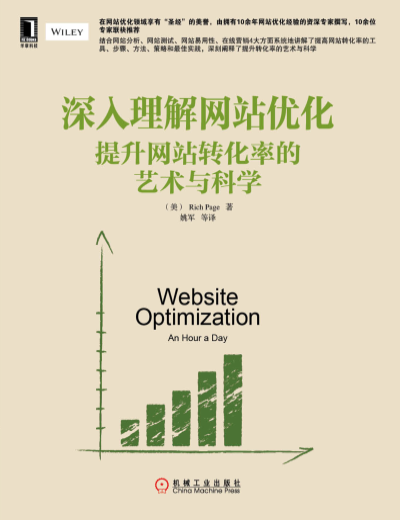 华章科技
WILEY
在网站优化领域享有“圣经”的美誉，由拥有10余年网站优化经验的资深专家撰写，10余位
专家联袂推荐
结合网站分析、网站测试、网站易用性、在线营销4大方面系统地讲解了提高网站转化率的工
具、步骤、方法、策略和最佳实践，深刻阐释了提升转化率的艺术与科学
深入理解网站优化
提升网站转化率的
艺术与科学
（美） Rich Page 著
姚军 等译
Website
Optimization
An Hour a Day
机械工业出版社
China Machine Press